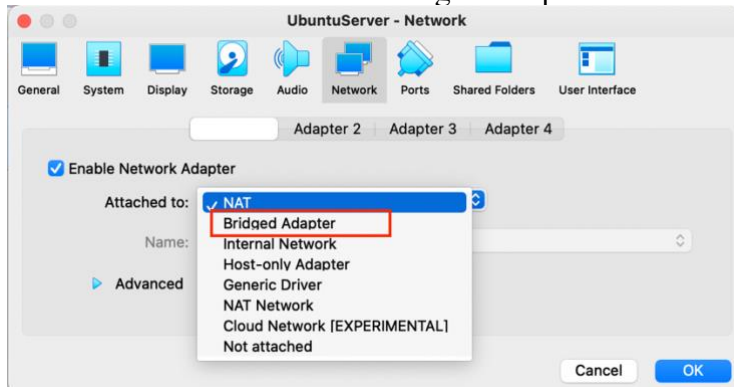 UbuntuServer - Network
General System Display Storage Audio Network Ports Shared Folders User Interface
Adapter 2 Adapter 3 Adapter 4
Enable Network Adapter
Attached to: NAT
Bridged Adapter
Name: Internal Network
Host-only Adapter
Advanced Generic Driver
NAT Network
Cloud Network [EXPERIMENTAL]
Not attached
Cancel OK